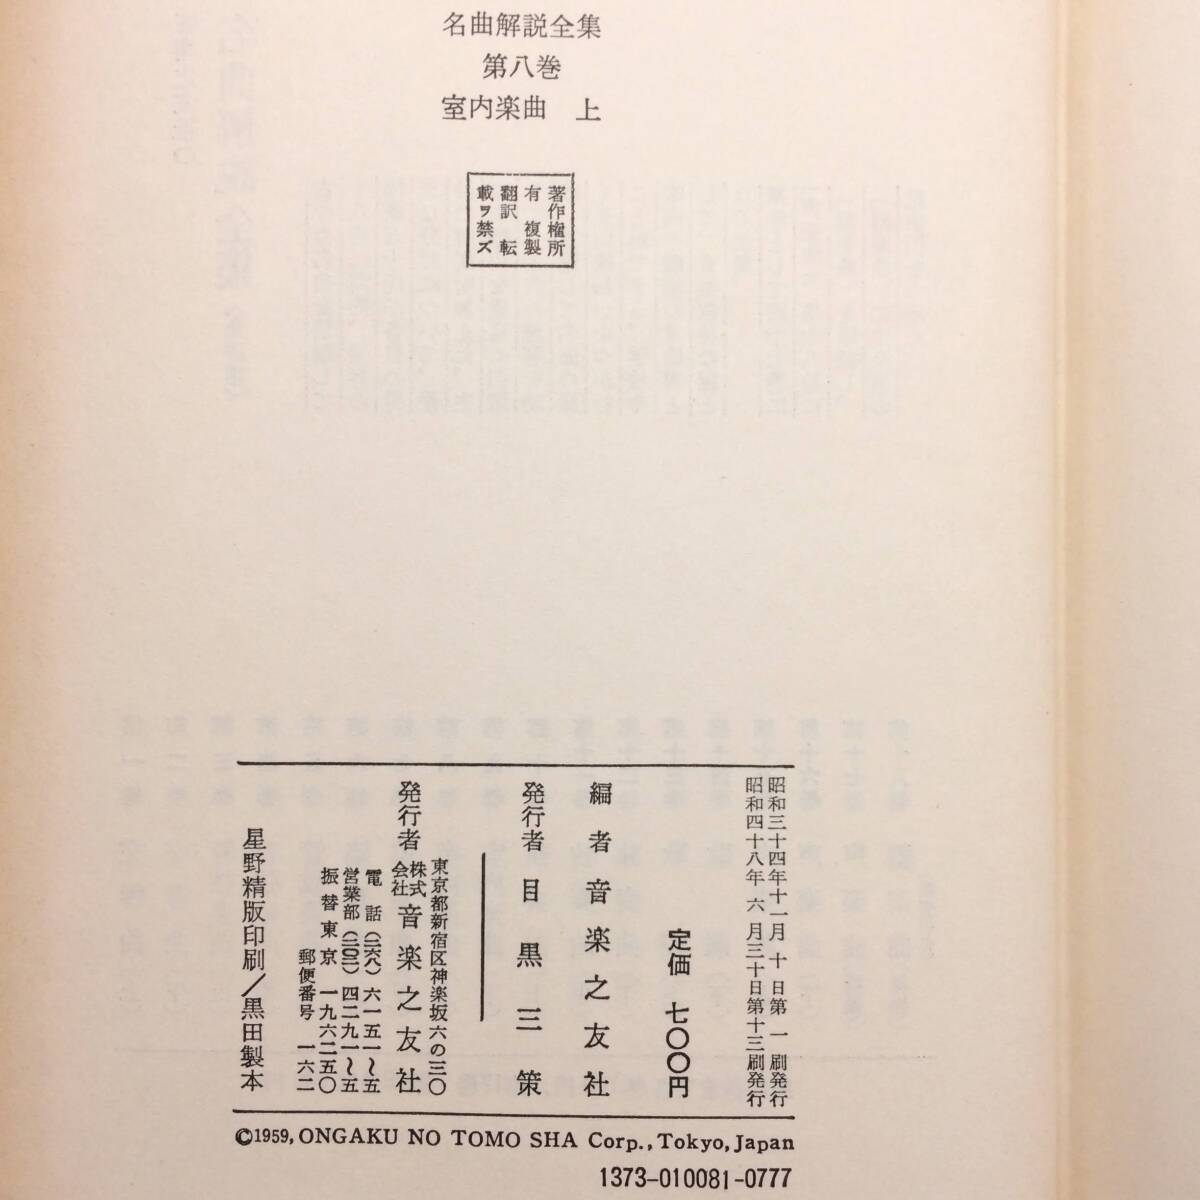 名曲解説全集
第八巻
室内楽曲 上
著作権所
有 複製
翻訳 転
載ヲ禁ズ
昭和三十四年十一月 十 日第 一 刷発行
昭和四十八年 六 月三十日第十三刷発行
定価 七〇〇円
編者 音楽之友社
発行者 目黒三策
東京都新宿区神楽坂六の三〇
発行者 株式会社 音楽之友社
電話(二六八)六一五一〜五
営業部(二〇三)四二九一〜五
振替東京 一九六二五〇
郵便番号 一六二
星野精版印刷/黒田製本
©1959, ONGAKU NO TOMO SHA Corp., Tokyo, Japan
1373-010081-0777